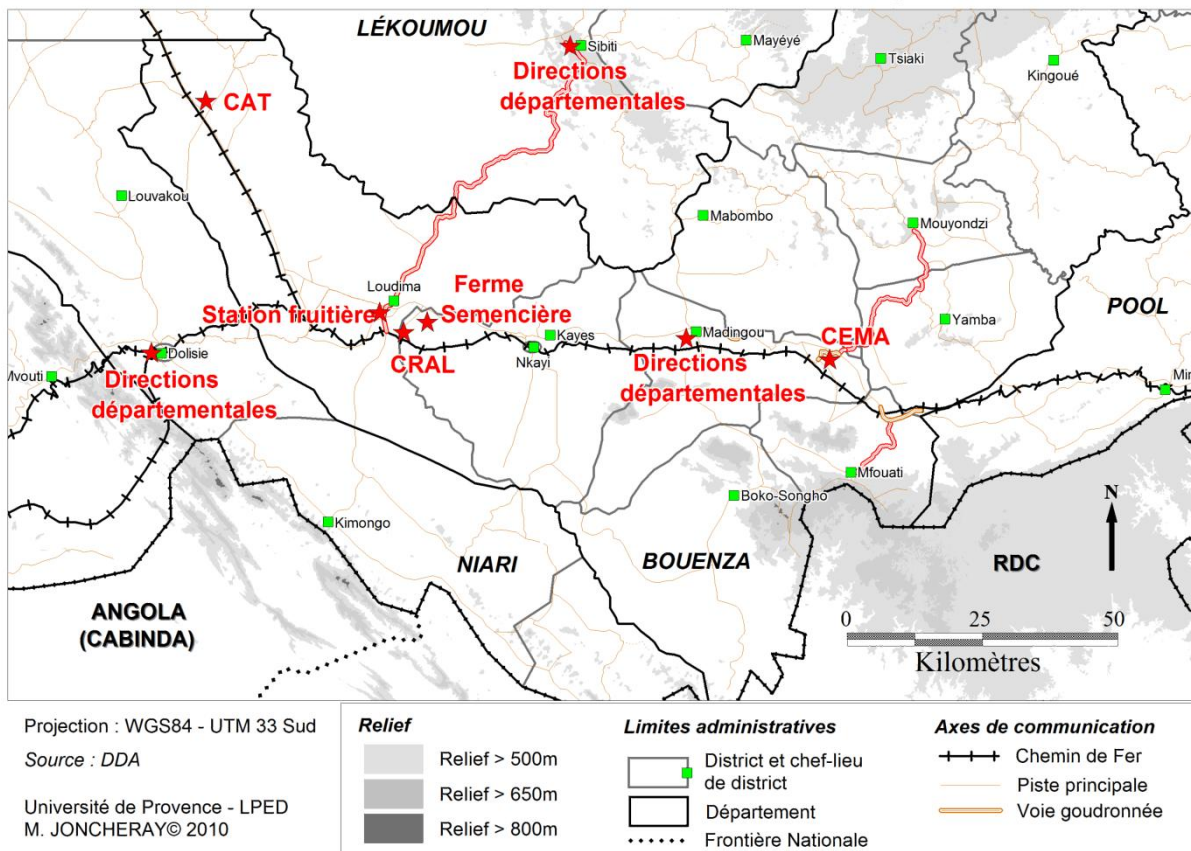 LÉKOUMOU
Sibiti
Mayéyé
Tsiaki
Kingoué
Directions
départementales
CAT
Louvakou
Mabombo
Mouyondzi
Loudima
Ferme
Semencière
Station fruitière
POOL
CRAL
Kayes
Nkayi
Madingou
CEMA
Yamba
Dolisie
Mvouti
Directions
départementales
Directions
départementales
Min
Mfouati
Boko-Songho
Kimongo
NIARI
BOUENZA
RDC
N
ANGOLA
(CABINDA)
0 25 50
Kilomètres
Projection : WGS84 - UTM 33 Sud
Source : DDA
Université de Provence - LPED
M. JONCHERAY© 2010
Relief
Relief > 500m
Relief > 650m
Relief > 800m
Limites administratives
District et chef-lieu
de district
Département
Frontière Nationale
Axes de communication
Chemin de Fer
Piste principale
Voie goudronnée